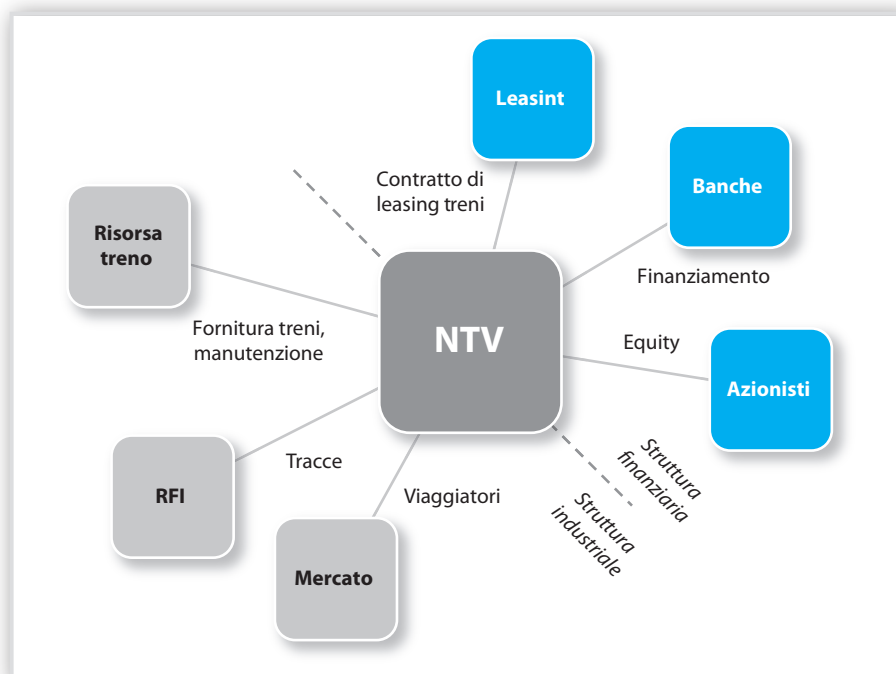 Leasint
Banche
Contratto di
leasing treni
Risorsa
treno
Finanziamento
Fornitura treni,
manutenzione
NTV
Equity
Azionisti
Tracce
Struttura
finanziaria
RFI
Viaggiatori
Struttura
industriale
Mercato